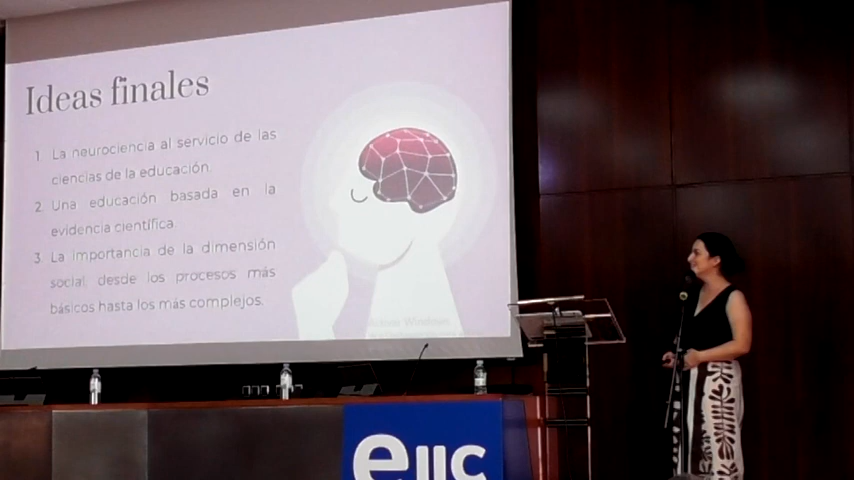 Ideas finales
1. La neurociencia al servicio de las
ciencias de la educación.
2. Una educación basada en la
evidencia científica
3. La importancia de la dimensión
social: desde los procesos más
básicos hasta los más complejos.
Activar Windows
eiic